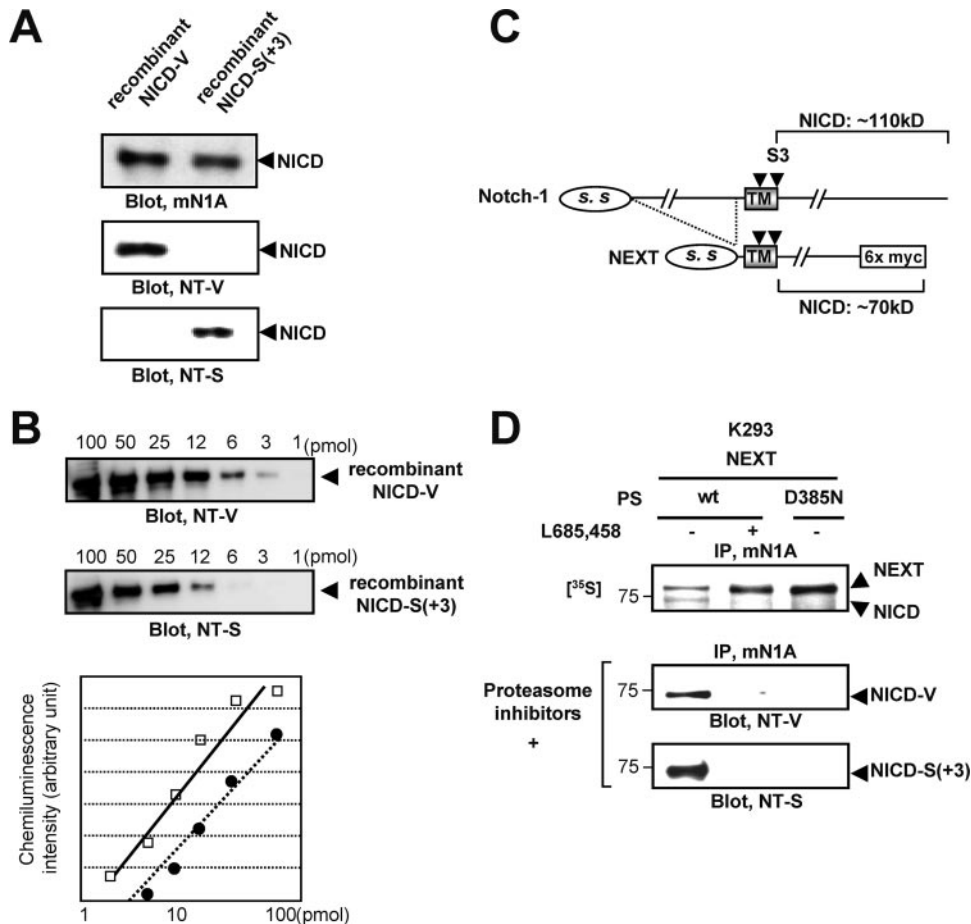 A
recombinant
NICD-V
recombinant
NICD-S(+3)
NICD
Blot, mN1A
NICD
Blot, NT-V
NICD
Blot, NT-S
B
100 50 25 12 6 3 1 (pmol)
recombinant
NICD-V
Blot, NT-V
100 50 25 12 6 3 1 (pmol)
recombinant
NICD-S(+3)
Blot, NT-S
Chemiluminescence
intensity (arbitrary unit)
1 10 100 (pmol)
C
NICD: ~110kD
S3
Notch-1 s. s // TM //
NEXT s. s TM // 6x myc
NICD: ~70kD
D
K293
NEXT
PS wt D385N
L685,458 - + -
IP, mN1A
[35S] 75
NEXT
NICD
IP, mN1A
75 NICD-V
Blot, NT-V
Proteasome
inhibitors
+
75 NICD-S(+3)
Blot, NT-S